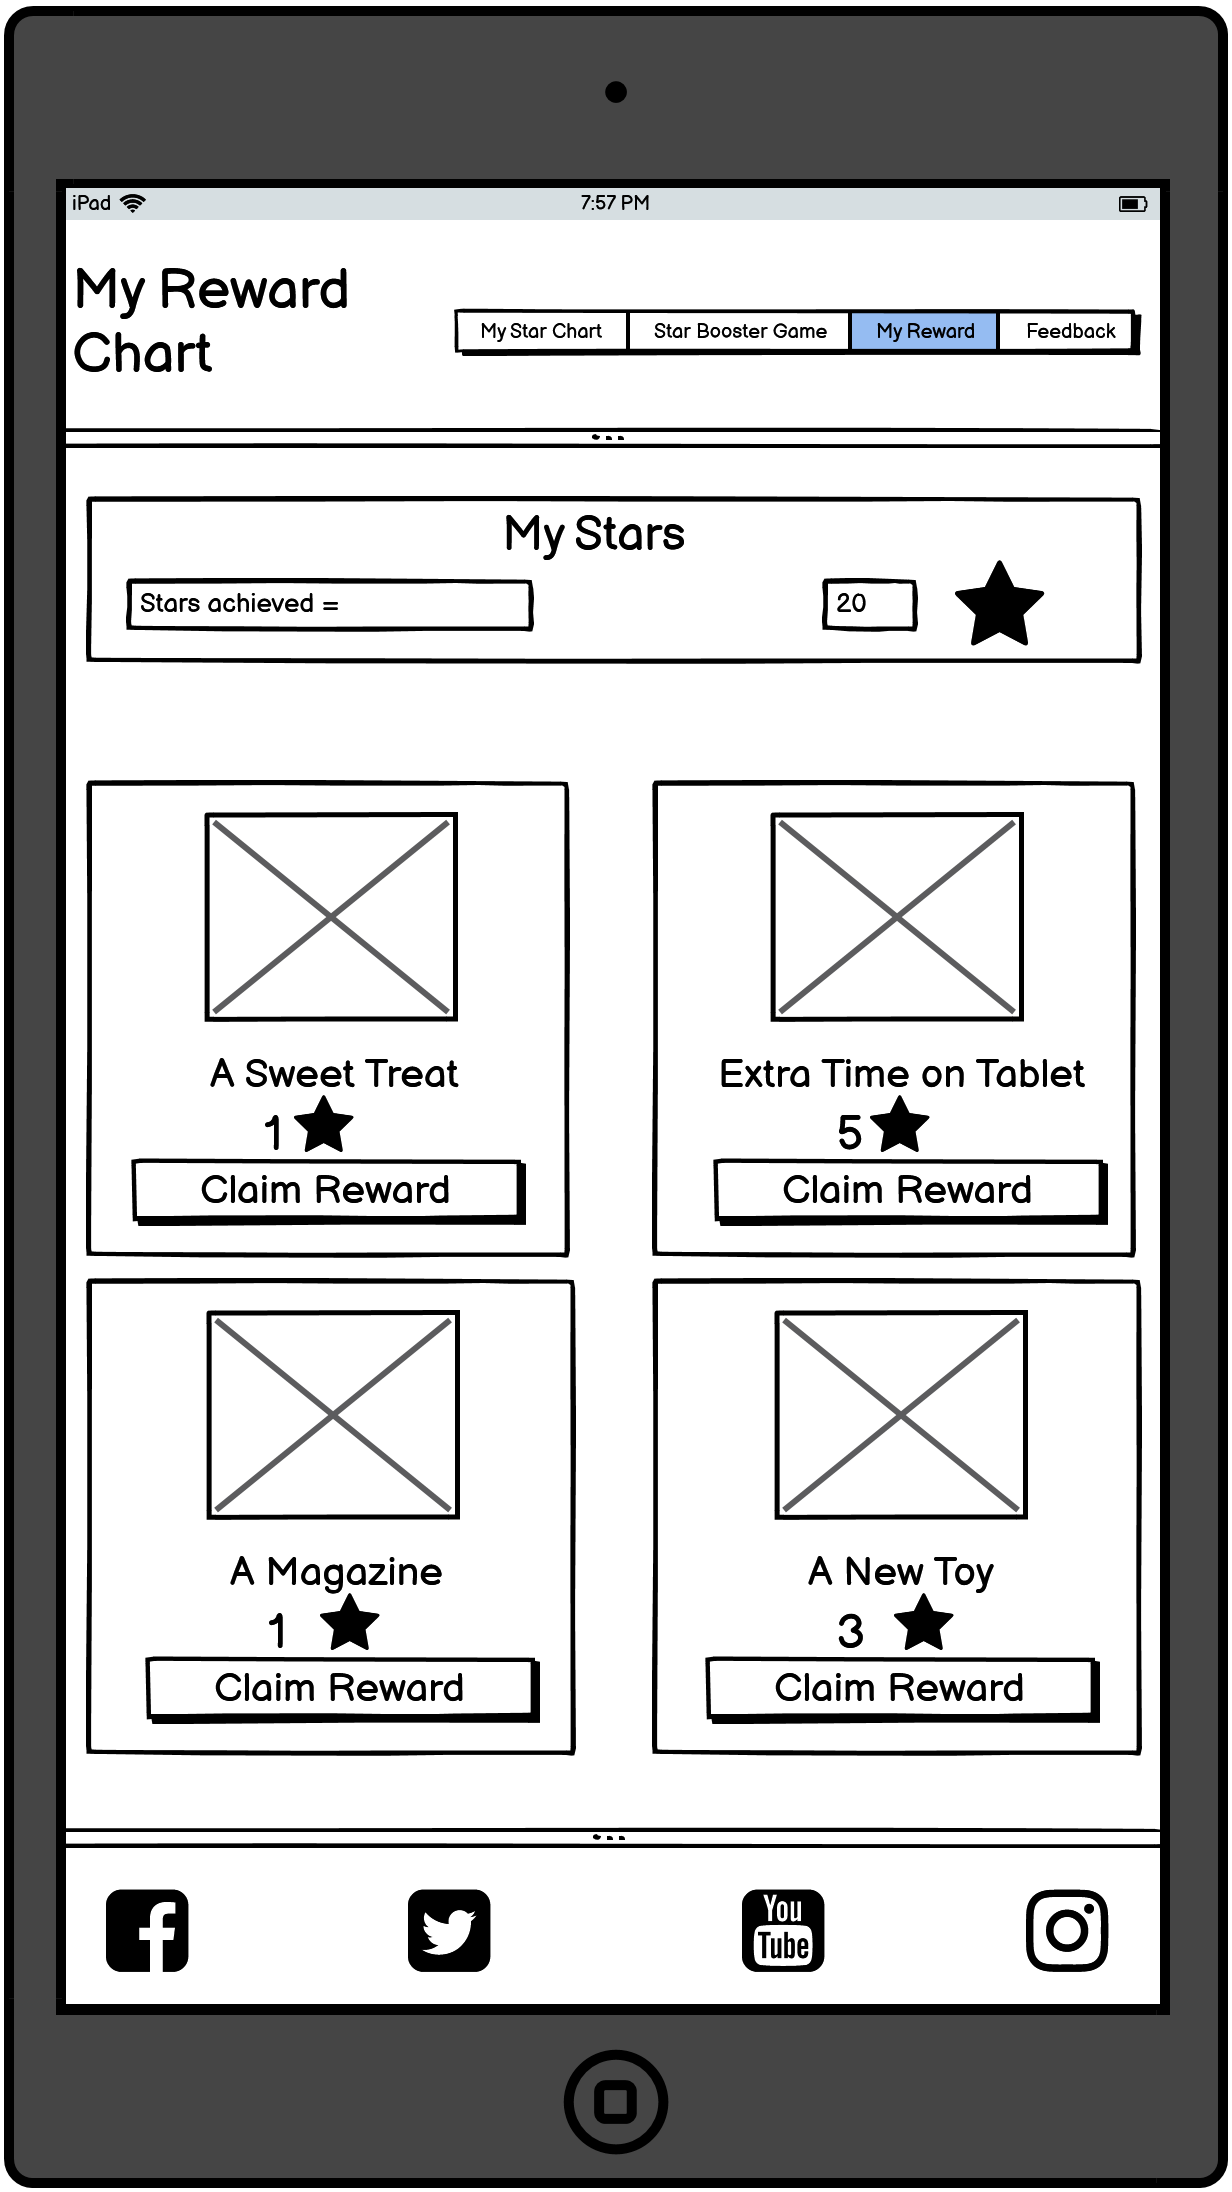 iPad 7:57 PM
My Reward
Chart
My Star Chart Star Booster Game My Reward Feedback
My Stars
Stars achieved = 20
A Sweet Treat
1
Claim Reward
Extra Time on Tablet
5
Claim Reward
A Magazine
1
Claim Reward
A New Toy
3
Claim Reward
You
Tube